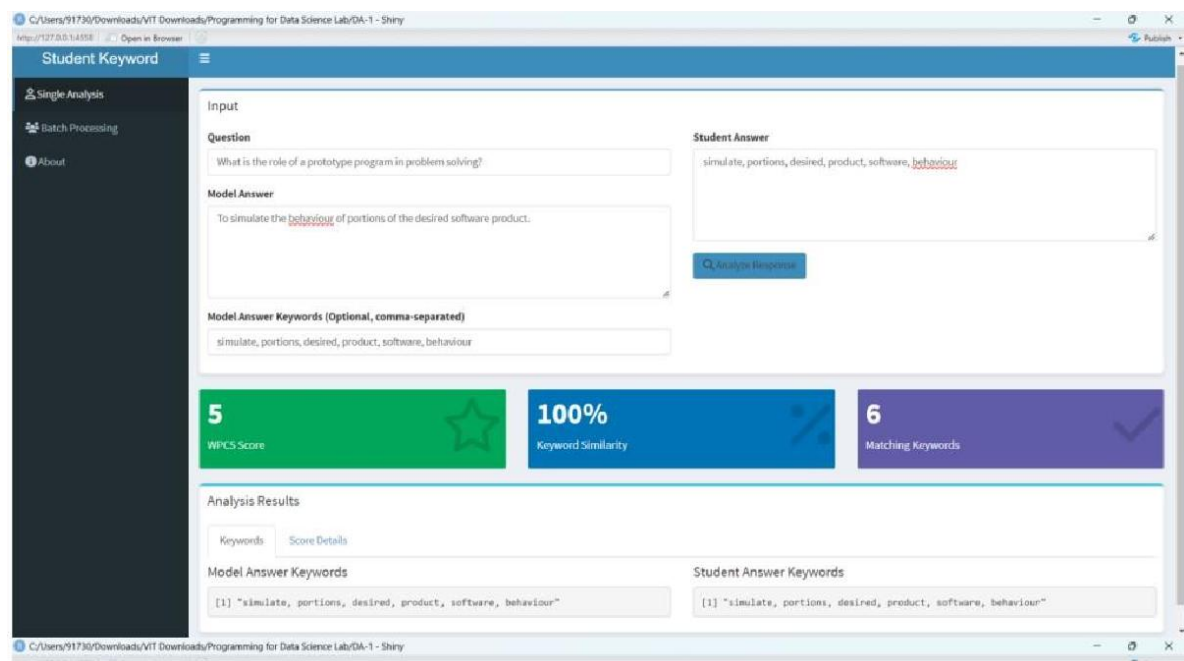 C:/Users/91730/Downloads/VIT Downloads/Programming for Data Science Lab/DA-1 - Shiny
http://127.0.0.1:4558 Open in Browser Publish
Student Keyword
Single Analysis
Batch Processing
About
Input
Question
What is the role of a prototype program in problem solving?
Model Answer
To simulate the behaviour of portions of the desired software product.
Model Answer Keywords (Optional, comma-separated)
simulate, portions, desired, product, software, behaviour
Student Answer
simulate, portions, desired, product, software, behaviour
Analyze Response
5
WPCS Score
100%
Keyword Similarity
6
Matching Keywords
Analysis Results
Keywords Score Details
Model Answer Keywords
[1] "simulate, portions, desired, product, software, behaviour"
Student Answer Keywords
[1] "simulate, portions, desired, product, software, behaviour"
C:/Users/91730/Downloads/VIT Downloads/Programming for Data Science Lab/DA-1 - Shiny